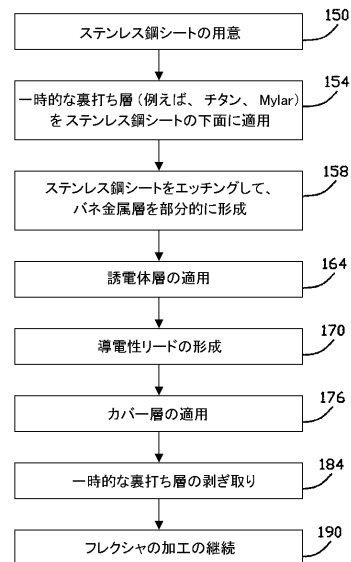 150
ステンレス鋼シートの用意
154
一時的な裏打ち層(例えば、チタン、Mylar)
をステンレス鋼シートの下面に適用
158
ステンレス鋼シートをエッチングして、
バネ金属層を部分的に形成
164
誘電体層の適用
170
導電性リードの形成
176
カバー層の適用
184
一時的な裏打ち層の剥ぎ取り
190
フレクシャの加工の継続